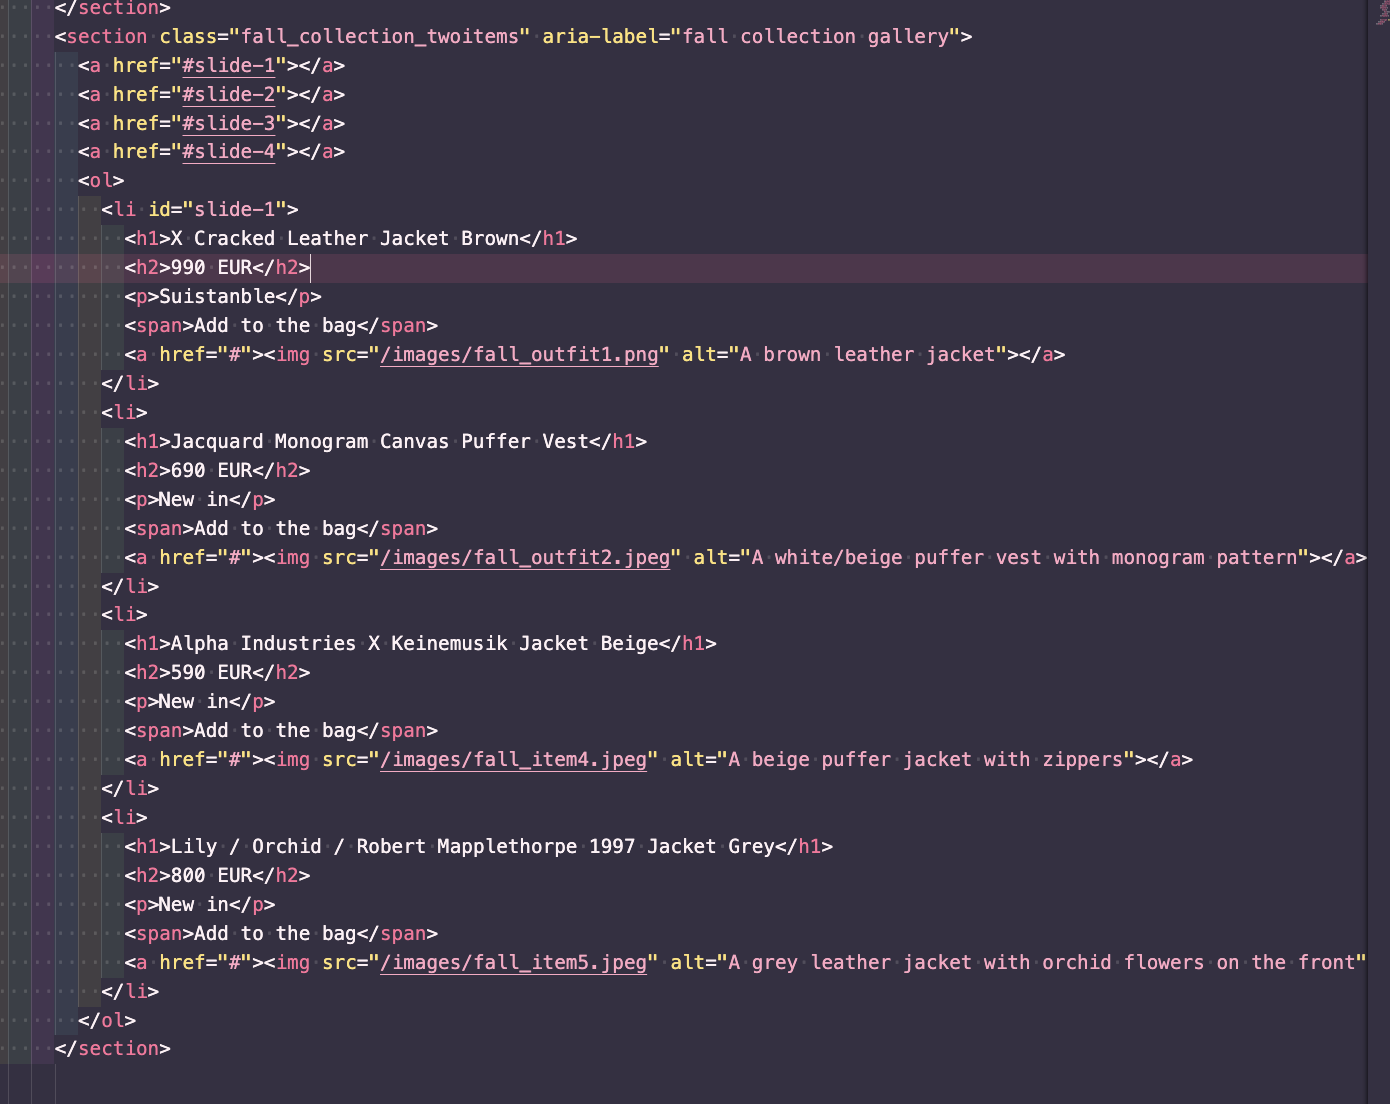 </section>
<section class="fall_collection_twoitems" aria-label="fall collection gallery">
<a href="#slide-1"></a>
<a href="#slide-2"></a>
<a href="#slide-3"></a>
<a href="#slide-4"></a>
<ol>
<li id="slide-1">
<h1>X Cracked Leather Jacket Brown</h1>
<h2>990 EUR</h2>
<p>Suistanble</p>
<span>Add to the bag</span>
<a href="#"><img src="/images/fall_outfit1.png" alt="A brown leather jacket"></a>
</li>
<li>
<h1>Jacquard Monogram Canvas Puffer Vest</h1>
<h2>690 EUR</h2>
<p>New in</p>
<span>Add to the bag</span>
<a href="#"><img src="/images/fall_outfit2.jpeg" alt="A white/beige puffer vest with monogram pattern"></a>
</li>
<li>
<h1>Alpha Industries X Keinemusik Jacket Beige</h1>
<h2>590 EUR</h2>
<p>New in</p>
<span>Add to the bag</span>
<a href="#"><img src="/images/fall_item4.jpeg" alt="A beige puffer jacket with zippers"></a>
</li>
<li>
<h1>Lily / Orchid / Robert Mapplethorpe 1997 Jacket Grey</h1>
<h2>800 EUR</h2>
<p>New in</p>
<span>Add to the bag</span>
<a href="#"><img src="/images/fall_item5.jpeg" alt="A grey leather jacket with orchid flowers on the front"
</li>
</ol>
</section>